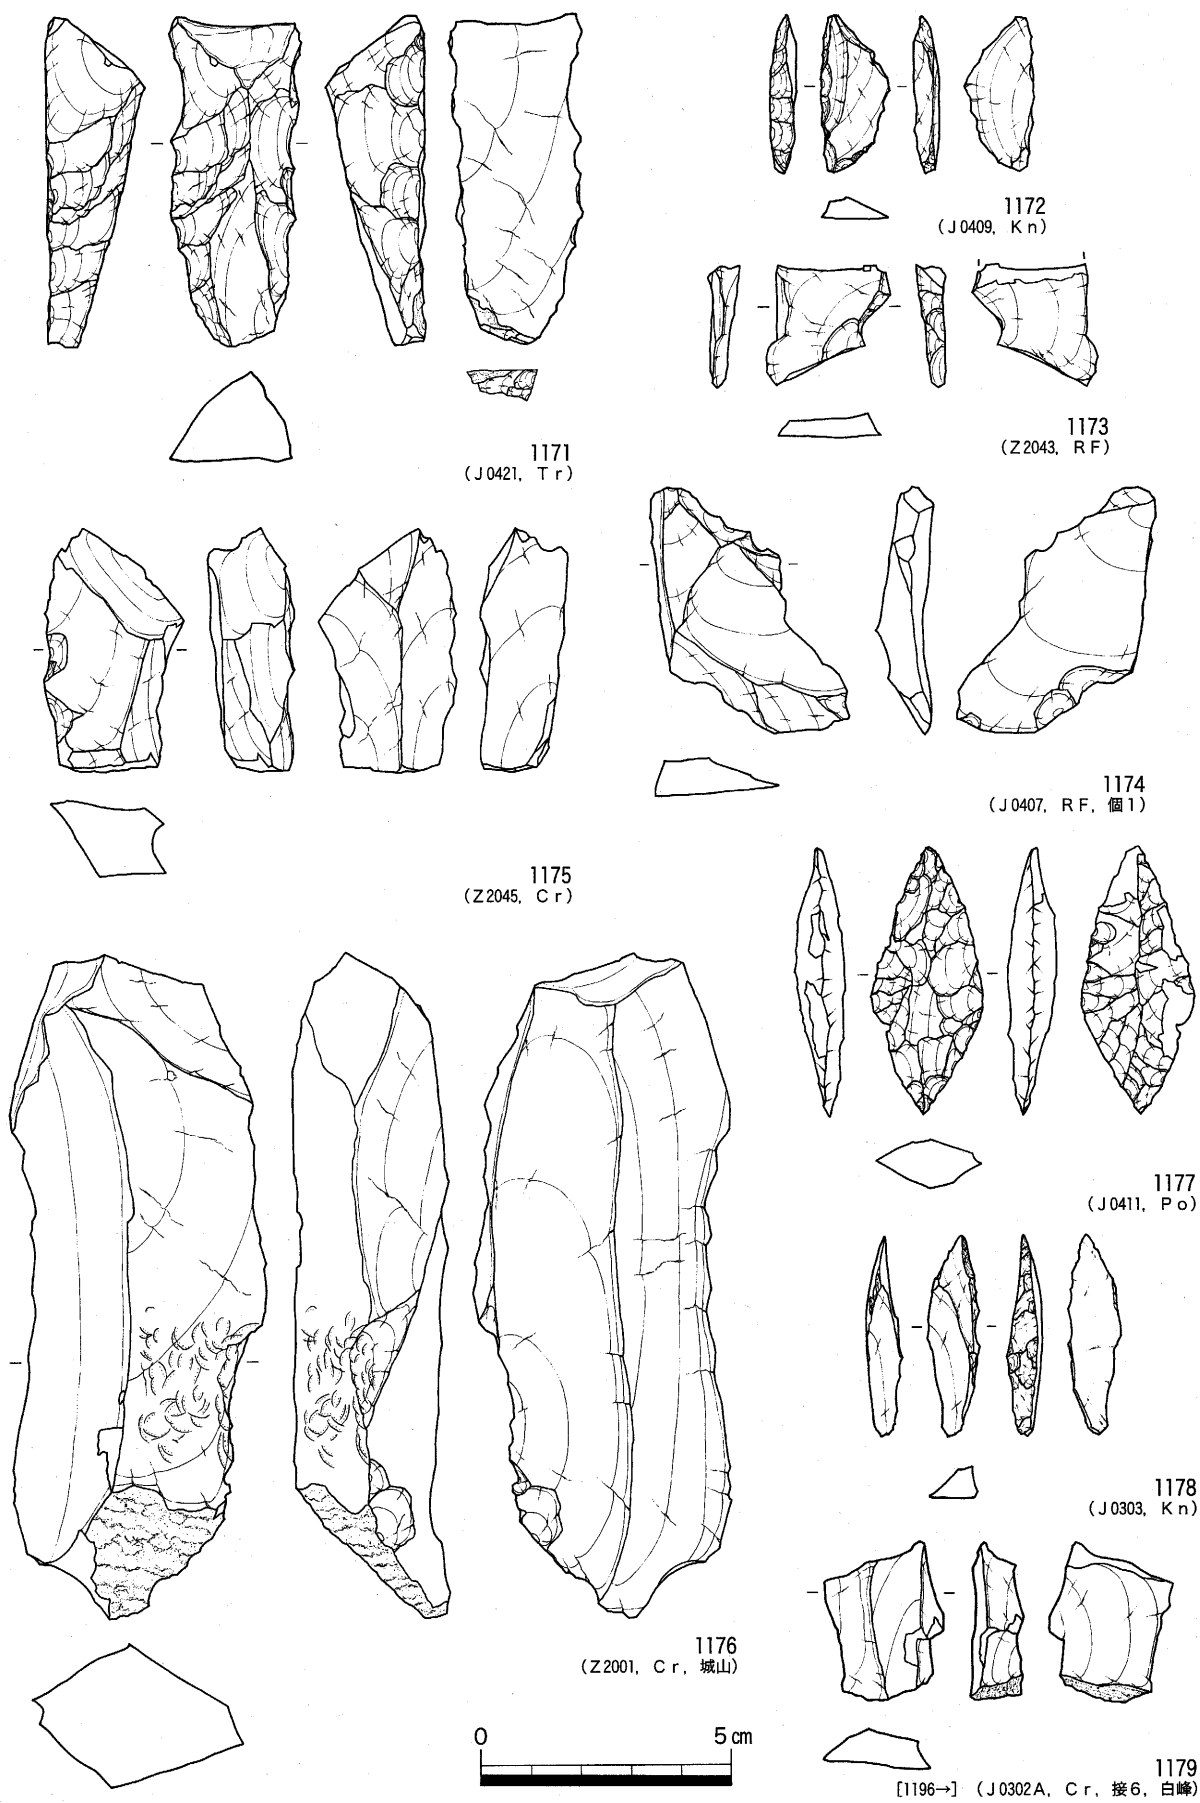 1171
(J0421, Tr)
1172
(J0409, Kn)
1173
(Z2043, RF)
1174
(J0407, RF, 個1)
1175
(Z2045, Cr)
1176
(Z2001, Cr, 城山)
1177
(J0411, Po)
1178
(J0303, Kn)
1179
[1196→] (J0302A, Cr, 接6, 白峰)
0 5cm